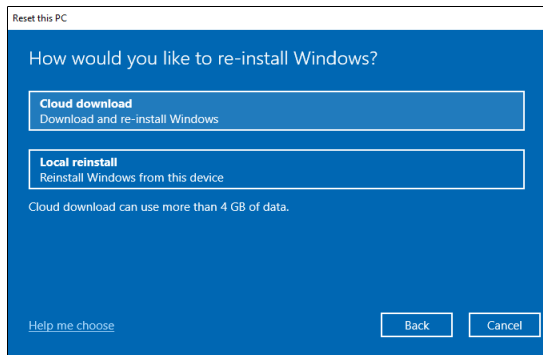 Reset this PC
How would you like to re-install Windows?
Cloud download
Download and re-install Windows
Local reinstall
Reinstall Windows from this device
Cloud download can use more than 4 GB of data.
Help me choose
Back
Cancel